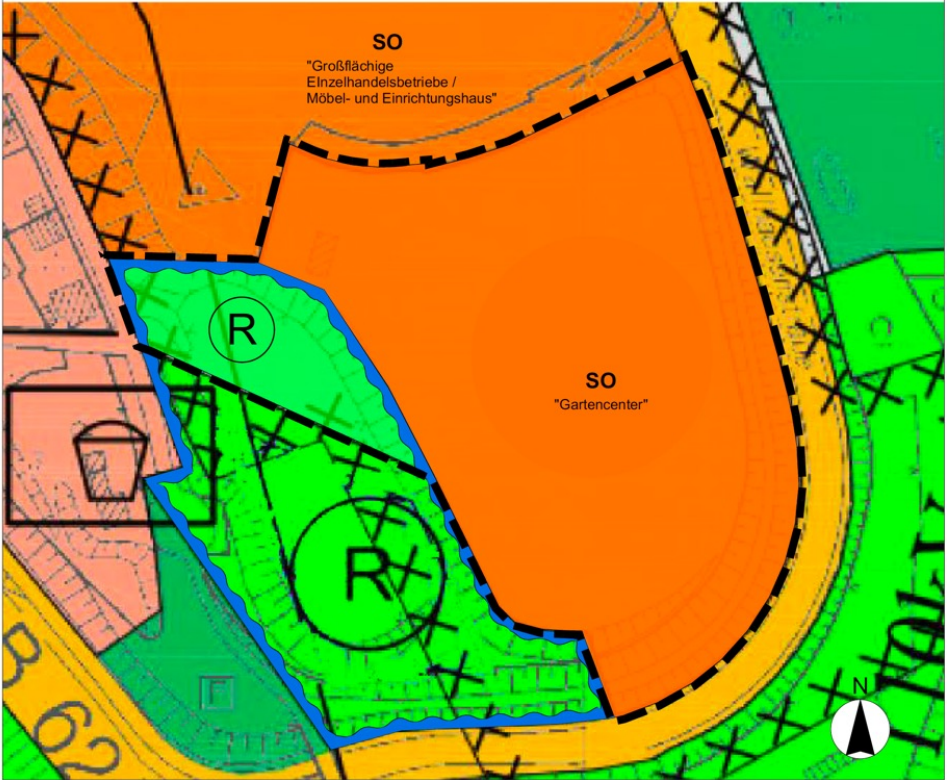 SO
"Großflächige
EInzelhandelsbetriebe /
Möbel- und Einrichtungshaus"
R
SO
"Gartencenter"
R
B 62
N